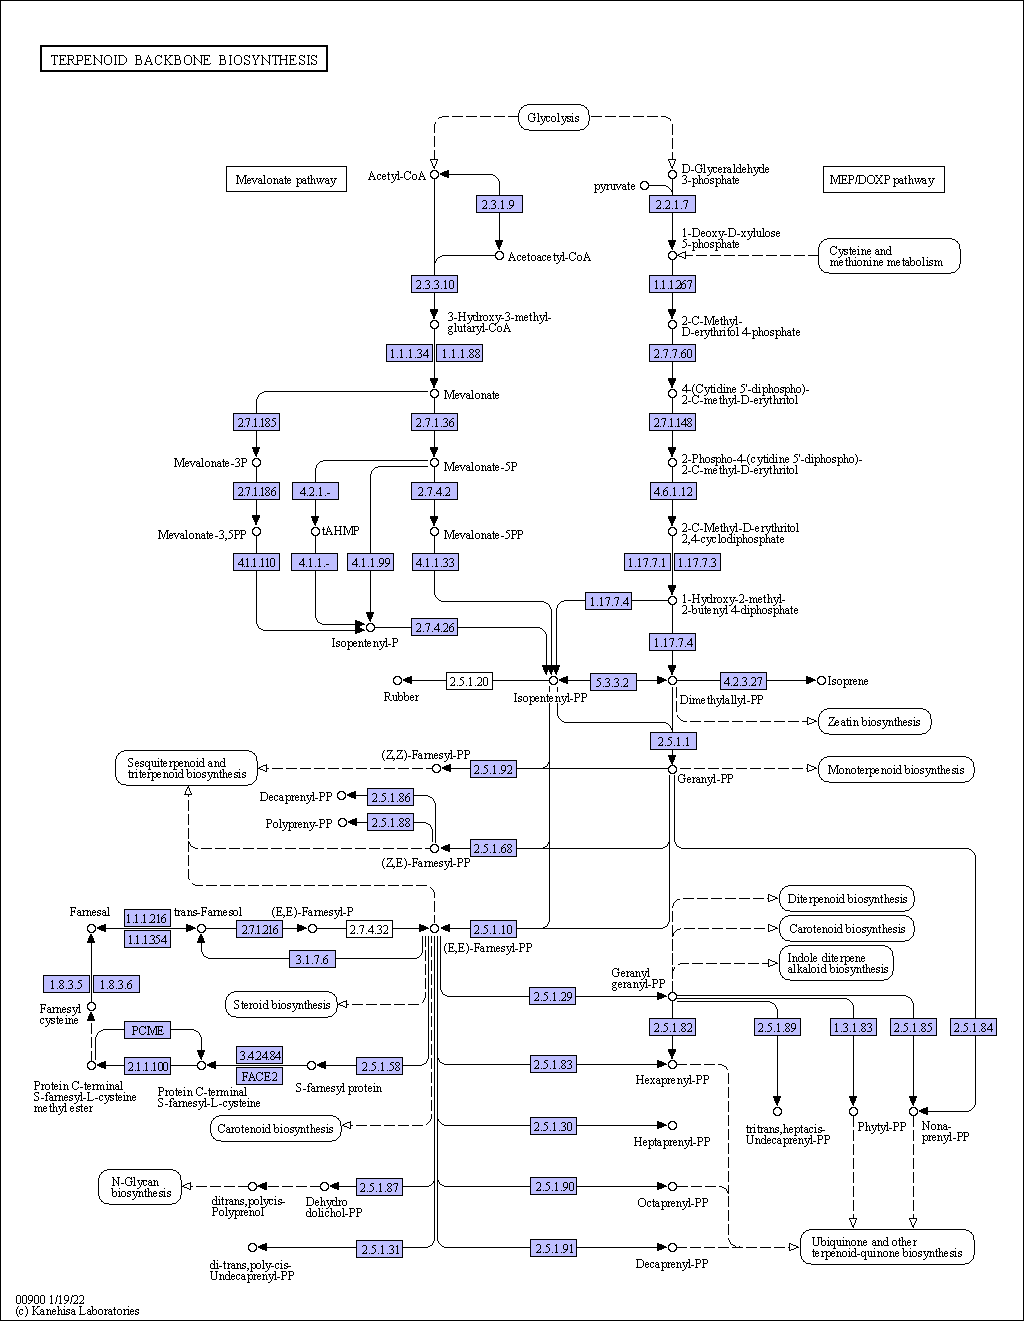 TERPENOID BACKBONE BIOSYNTHESIS
Glycolysis
Mevalonate pathway
Acetyl-CoA
pyruvate
D-Glyceraldehyde
3-phosphate
MEP/DOXP pathway
2.3.1.9
2.2.1.7
1-Deoxy-D-xylulose
5-phosphate
Acetoacetyl-CoA
Cysteine and
methionine metabolism
2.3.3.10
1.1.1.267
3-Hydroxy-3-methyl-
glutaryl-CoA
2-C-Methyl-
D-erythritol 4-phosphate
1.1.1.34
1.1.1.88
2.7.7.60
Mevalonate
4-(Cytidine 5'-diphospho)-
2-C-methyl-D-erythritol
2.7.1.185
2.7.1.36
2.7.1.148
Mevalonate-3P
Mevalonate-5P
2-Phospho-4-(cytidine 5'-diphospho)-
2-C-methyl-D-erythritol
2.7.1.186
4.2.1.-
2.7.4.2
4.6.1.12
Mevalonate-3,5PP
tAHMP
Mevalonate-5PP
2-C-Methyl-D-erythritol
2,4-cyclodiphosphate
4.1.1.110
4.1.1.-
4.1.1.99
4.1.1.33
1.17.7.1
1.17.7.3
1.17.7.4
1-Hydroxy-2-methyl-
2-butenyl 4-diphosphate
Isopentenyl-P
2.7.4.26
1.17.7.4
Rubber
2.5.1.20
Isopentenyl-PP
5.3.3.2
Dimethylallyl-PP
4.2.3.27
Isoprene
Zeatin biosynthesis
2.5.1.1
Sesquiterpenoid and
triterpenoid biosynthesis
(Z,Z)-Farnesyl-PP
2.5.1.92
Geranyl-PP
Monoterpenoid biosynthesis
Decaprenyl-PP
2.5.1.86
Polypreny-PP
2.5.1.88
(Z,E)-Farnesyl-PP
2.5.1.68
Farnesal
1.1.1.216
1.1.1.354
trans-Farnesol
2.7.1.216
(E,E)-Farnesyl-P
2.7.4.32
(E,E)-Farnesyl-PP
2.5.1.10
Diterpenoid biosynthesis
Carotenoid biosynthesis
Indole diterpene
alkaloid biosynthesis
3.1.7.6
1.8.3.5
1.8.3.6
Geranyl
geranyl-PP
Farnesyl
cysteine
Steroid biosynthesis
2.5.1.29
PCME
2.5.1.82
2.5.1.89
1.3.1.83
2.5.1.85
2.5.1.84
2.1.1.100
3.4.24.84
FACE2
2.5.1.58
2.5.1.83
Protein C-terminal
S-farnesyl-L-cysteine
methyl ester
Protein C-terminal
S-farnesyl-L-cysteine
S-farnesyl protein
Hexaprenyl-PP
Carotenoid biosynthesis
2.5.1.30
Heptaprenyl-PP
tritrans,heptacis-
Undecaprenyl-PP
Phytyl-PP
Nona-
prenyl-PP
N-Glycan
biosynthesis
ditrans,polycis-
Polyprenol
Dehydro
dolichol-PP
2.5.1.87
2.5.1.90
Octaprenyl-PP
di-trans,poly-cis-
Undecaprenyl-PP
2.5.1.31
2.5.1.91
Decaprenyl-PP
Ubiquinone and other
terpenoid-quinone biosynthesis
00900 1/19/22
(c) Kanehisa Laboratories